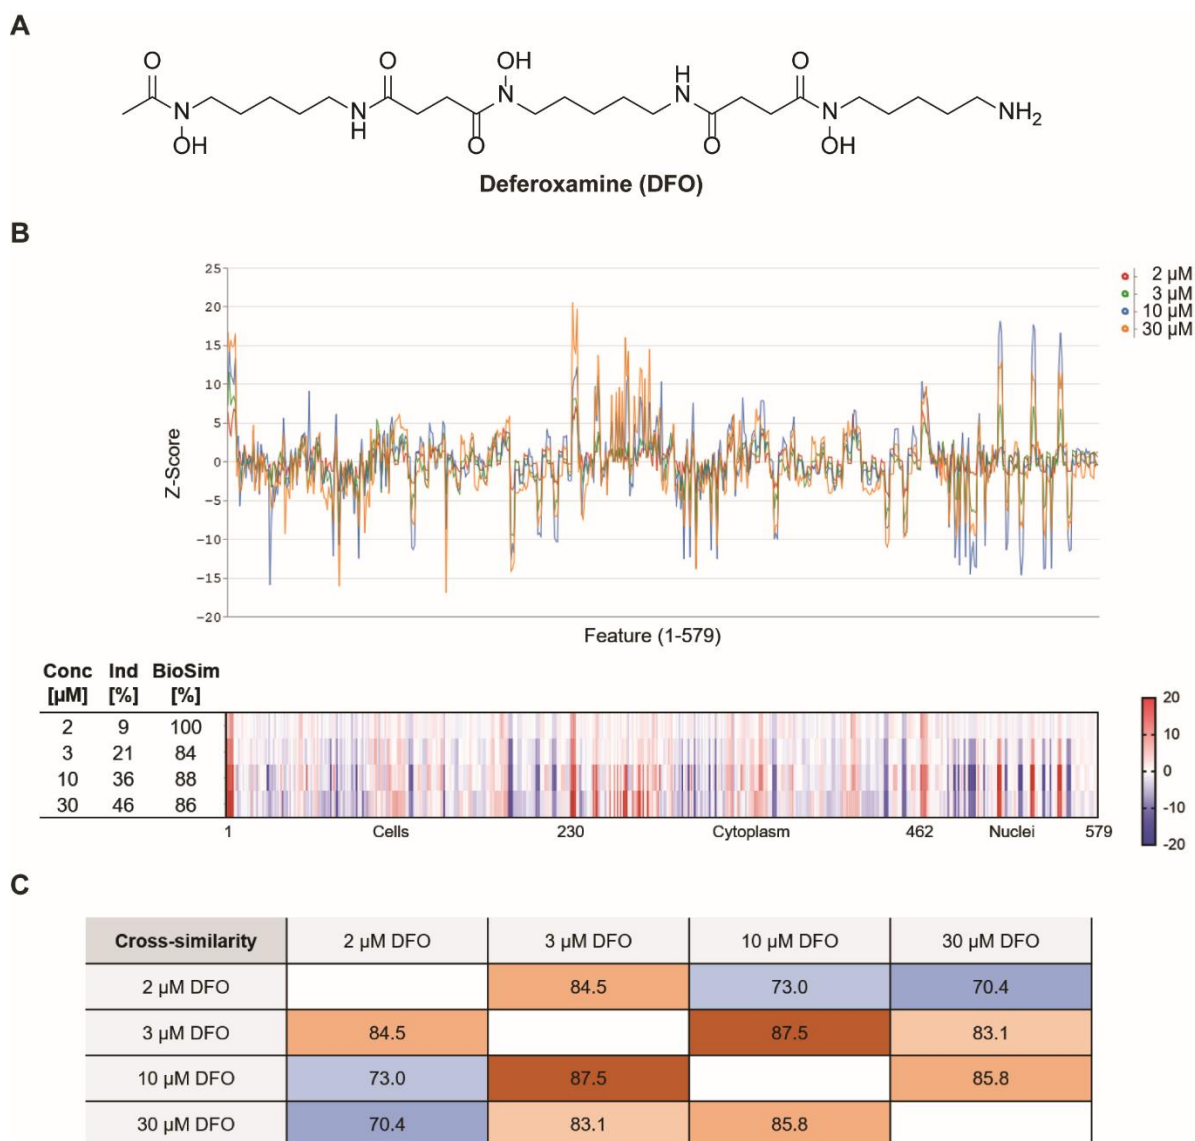 A
O
O
OH
H
N
O
N
N
H
N
N
NH2
OH
O
O
OH
Deferoxamine (DFO)
B
25
20
15
10
5
0
−5
−10
−15
−20
Z-Score
Feature (1-579)
2 µM
3 µM
10 µM
30 µM
Conc Ind BioSim
[µM] [%] [%]
2 9 100
3 21 84
10 36 88
30 46 86
1 Cells 230 Cytoplasm 462 Nuclei 579
20
10
0
-10
-20
C
Cross-similarity 2 µM DFO 3 µM DFO 10 µM DFO 30 µM DFO
2 µM DFO 84.5 73.0 70.4
3 µM DFO 84.5 87.5 83.1
10 µM DFO 73.0 87.5 85.8
30 µM DFO 70.4 83.1 85.8